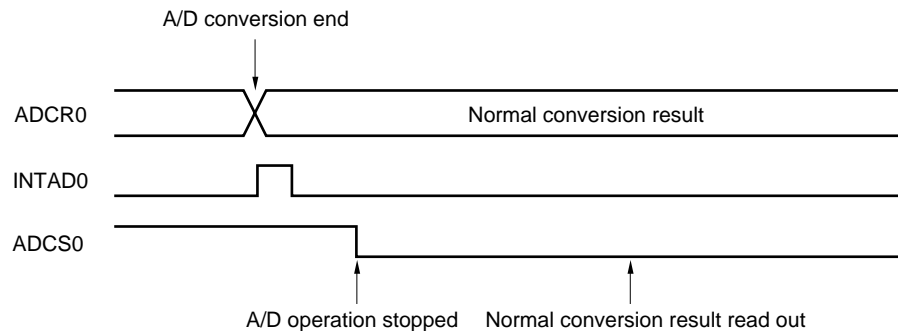 A/D conversion end
ADCR0
Normal conversion result
INTAD0
ADCS0
A/D operation stopped
Normal conversion result read out